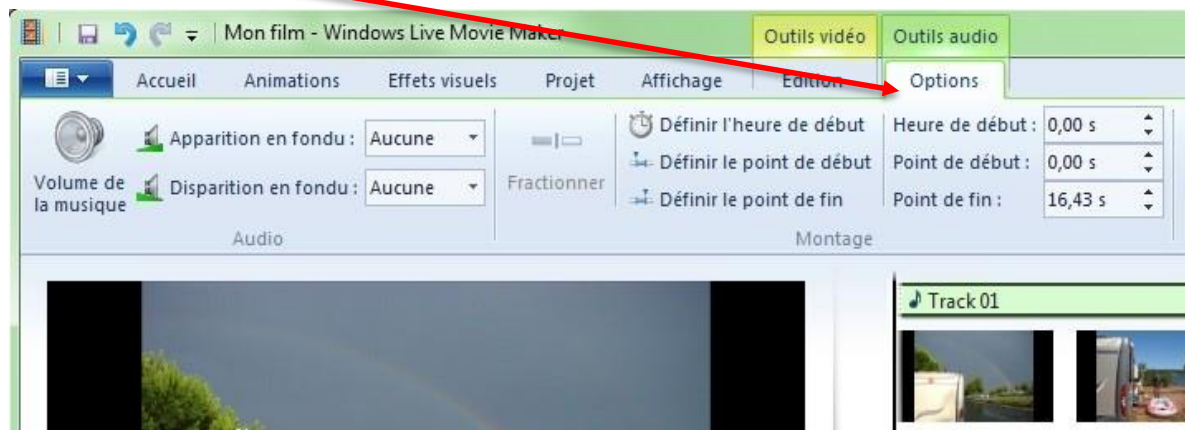 Mon film - Windows Live Movie Maker
Outils vidéo
Outils audio
Accueil
Animations
Effets visuels
Projet
Affichage
Edition
Options
Volume de
la musique
Apparition en fondu :
Aucune
Disparition en fondu :
Aucune
Audio
Fractionner
Définir l'heure de début
Définir le point de début
Définir le point de fin
Heure de début :
0,00 s
Point de début :
0,00 s
Point de fin :
16,43 s
Montage
Track 01